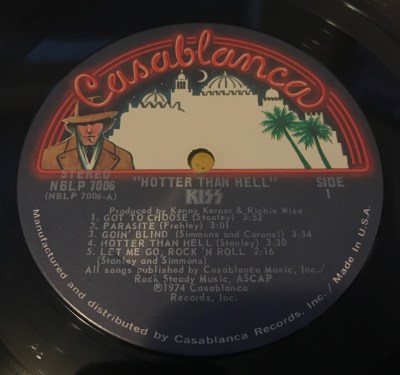 Casablanca
STEREO
NBLP 7006
(NBLP 7006-A)
"HOTTER THAN HELL"
KISS
SIDE
1
Produced by Kenny Kerner & Richie Wise
1. GOT TO CHOOSE (Stanley) 3:52
2. PARASITE (Frehley) 3:01
3. GOIN' BLIND (Simmons and Coronel) 3:34
4. HOTTER THAN HELL (Stanley) 3:30
5. LET ME GO, ROCK 'N ROLL 2:16
(Stanley and Simmons)
All songs published by Casablanca Music, Inc./
Rock Steady Music, ASCAP
©1974 Casablanca
Records, Inc.
Manufactured and distributed by Casablanca Records, Inc. / Made In U.S.A.